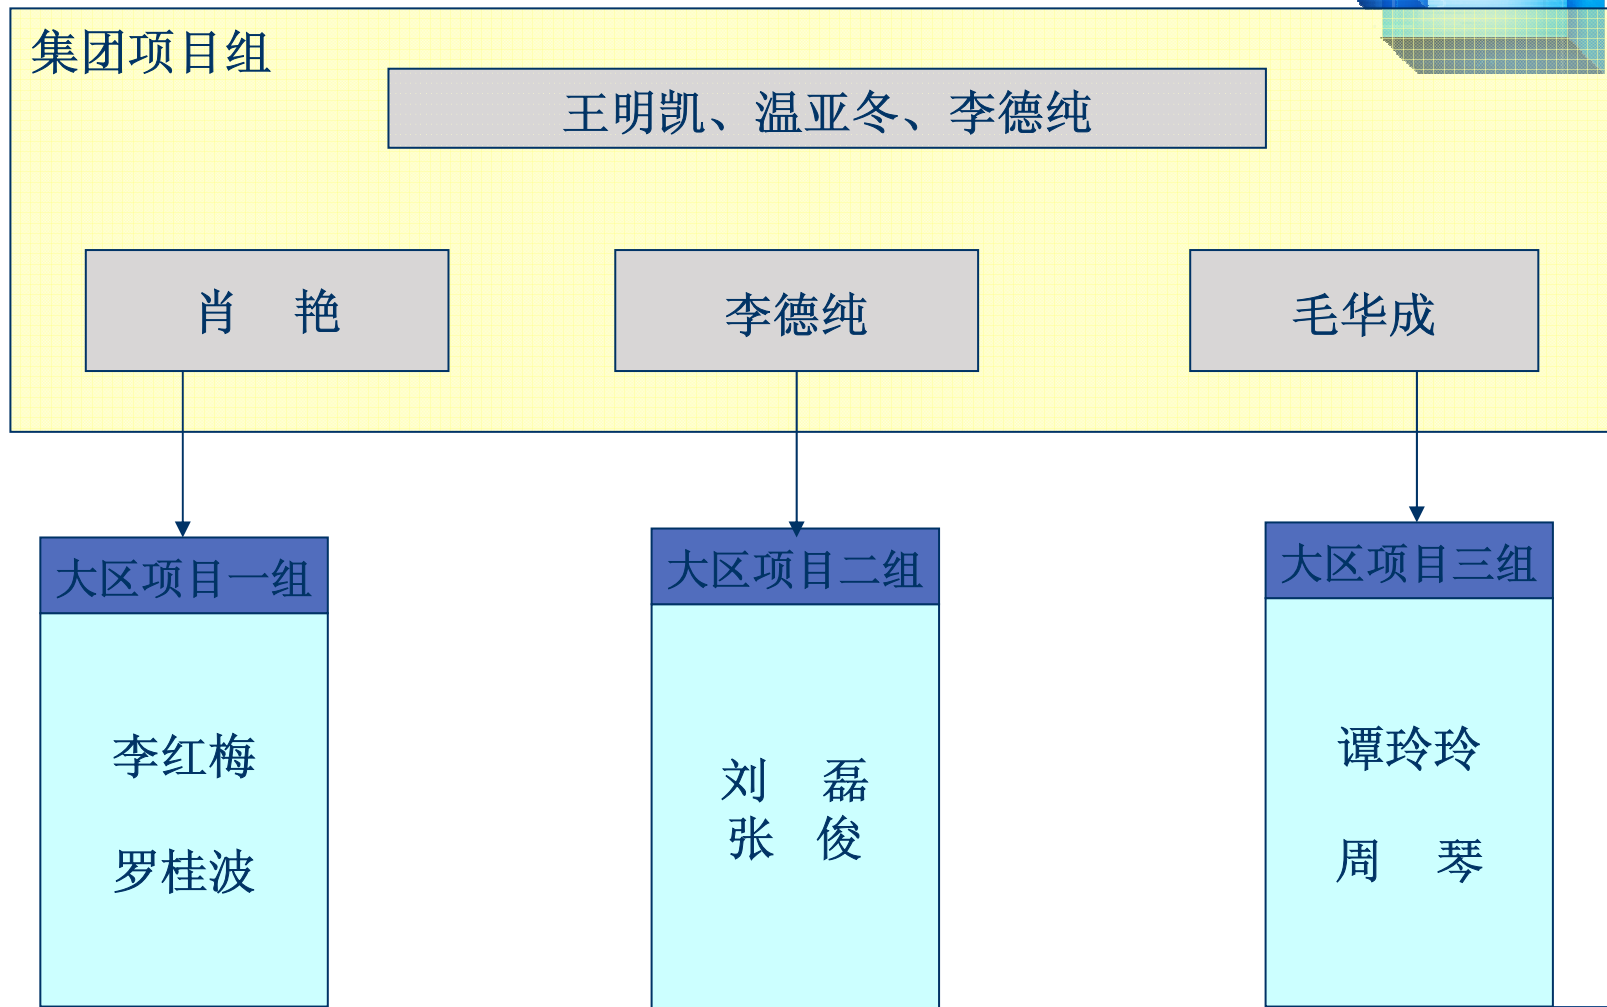 集团项目组
王明凯、温亚冬、李德纯
肖 艳
李德纯
毛华成
大区项目一组
李红梅
罗桂波
大区项目二组
刘 磊
张 俊
大区项目三组
谭玲玲
周 琴